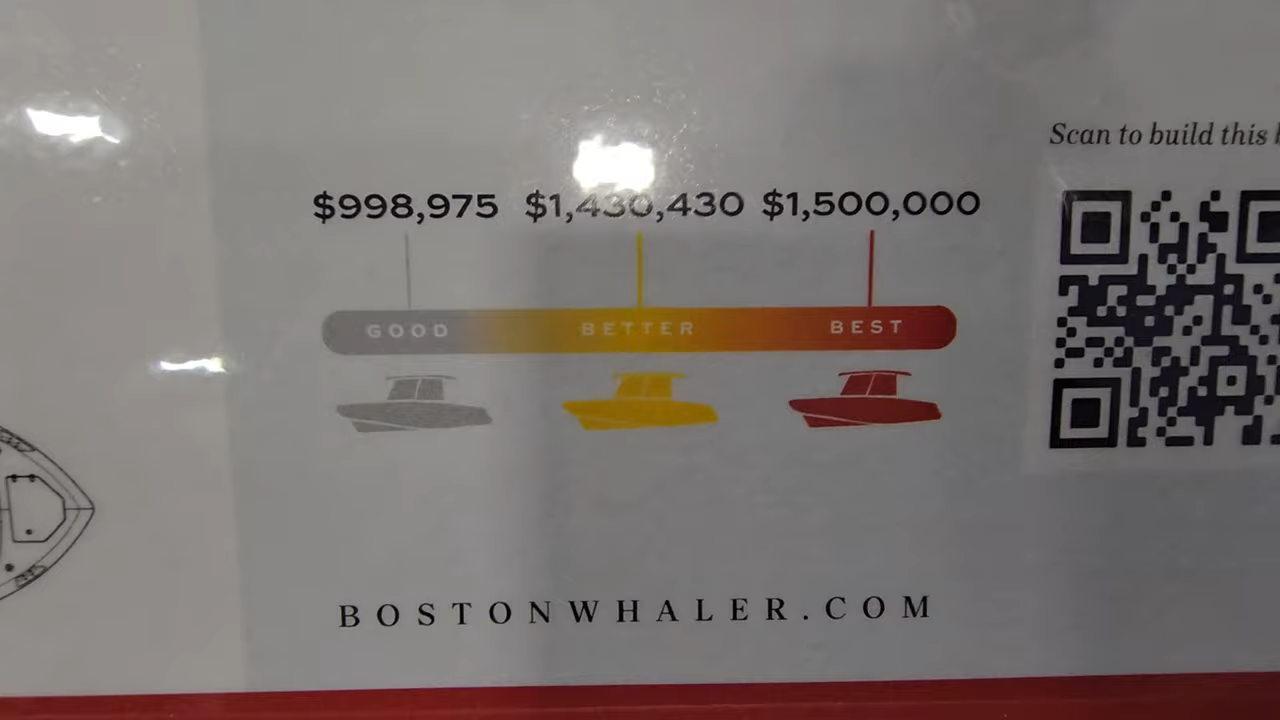 Scan to build this
$998,975 $1,430,430 $1,500,000
GOOD BETTER BEST
BOSTONWHALER.COM